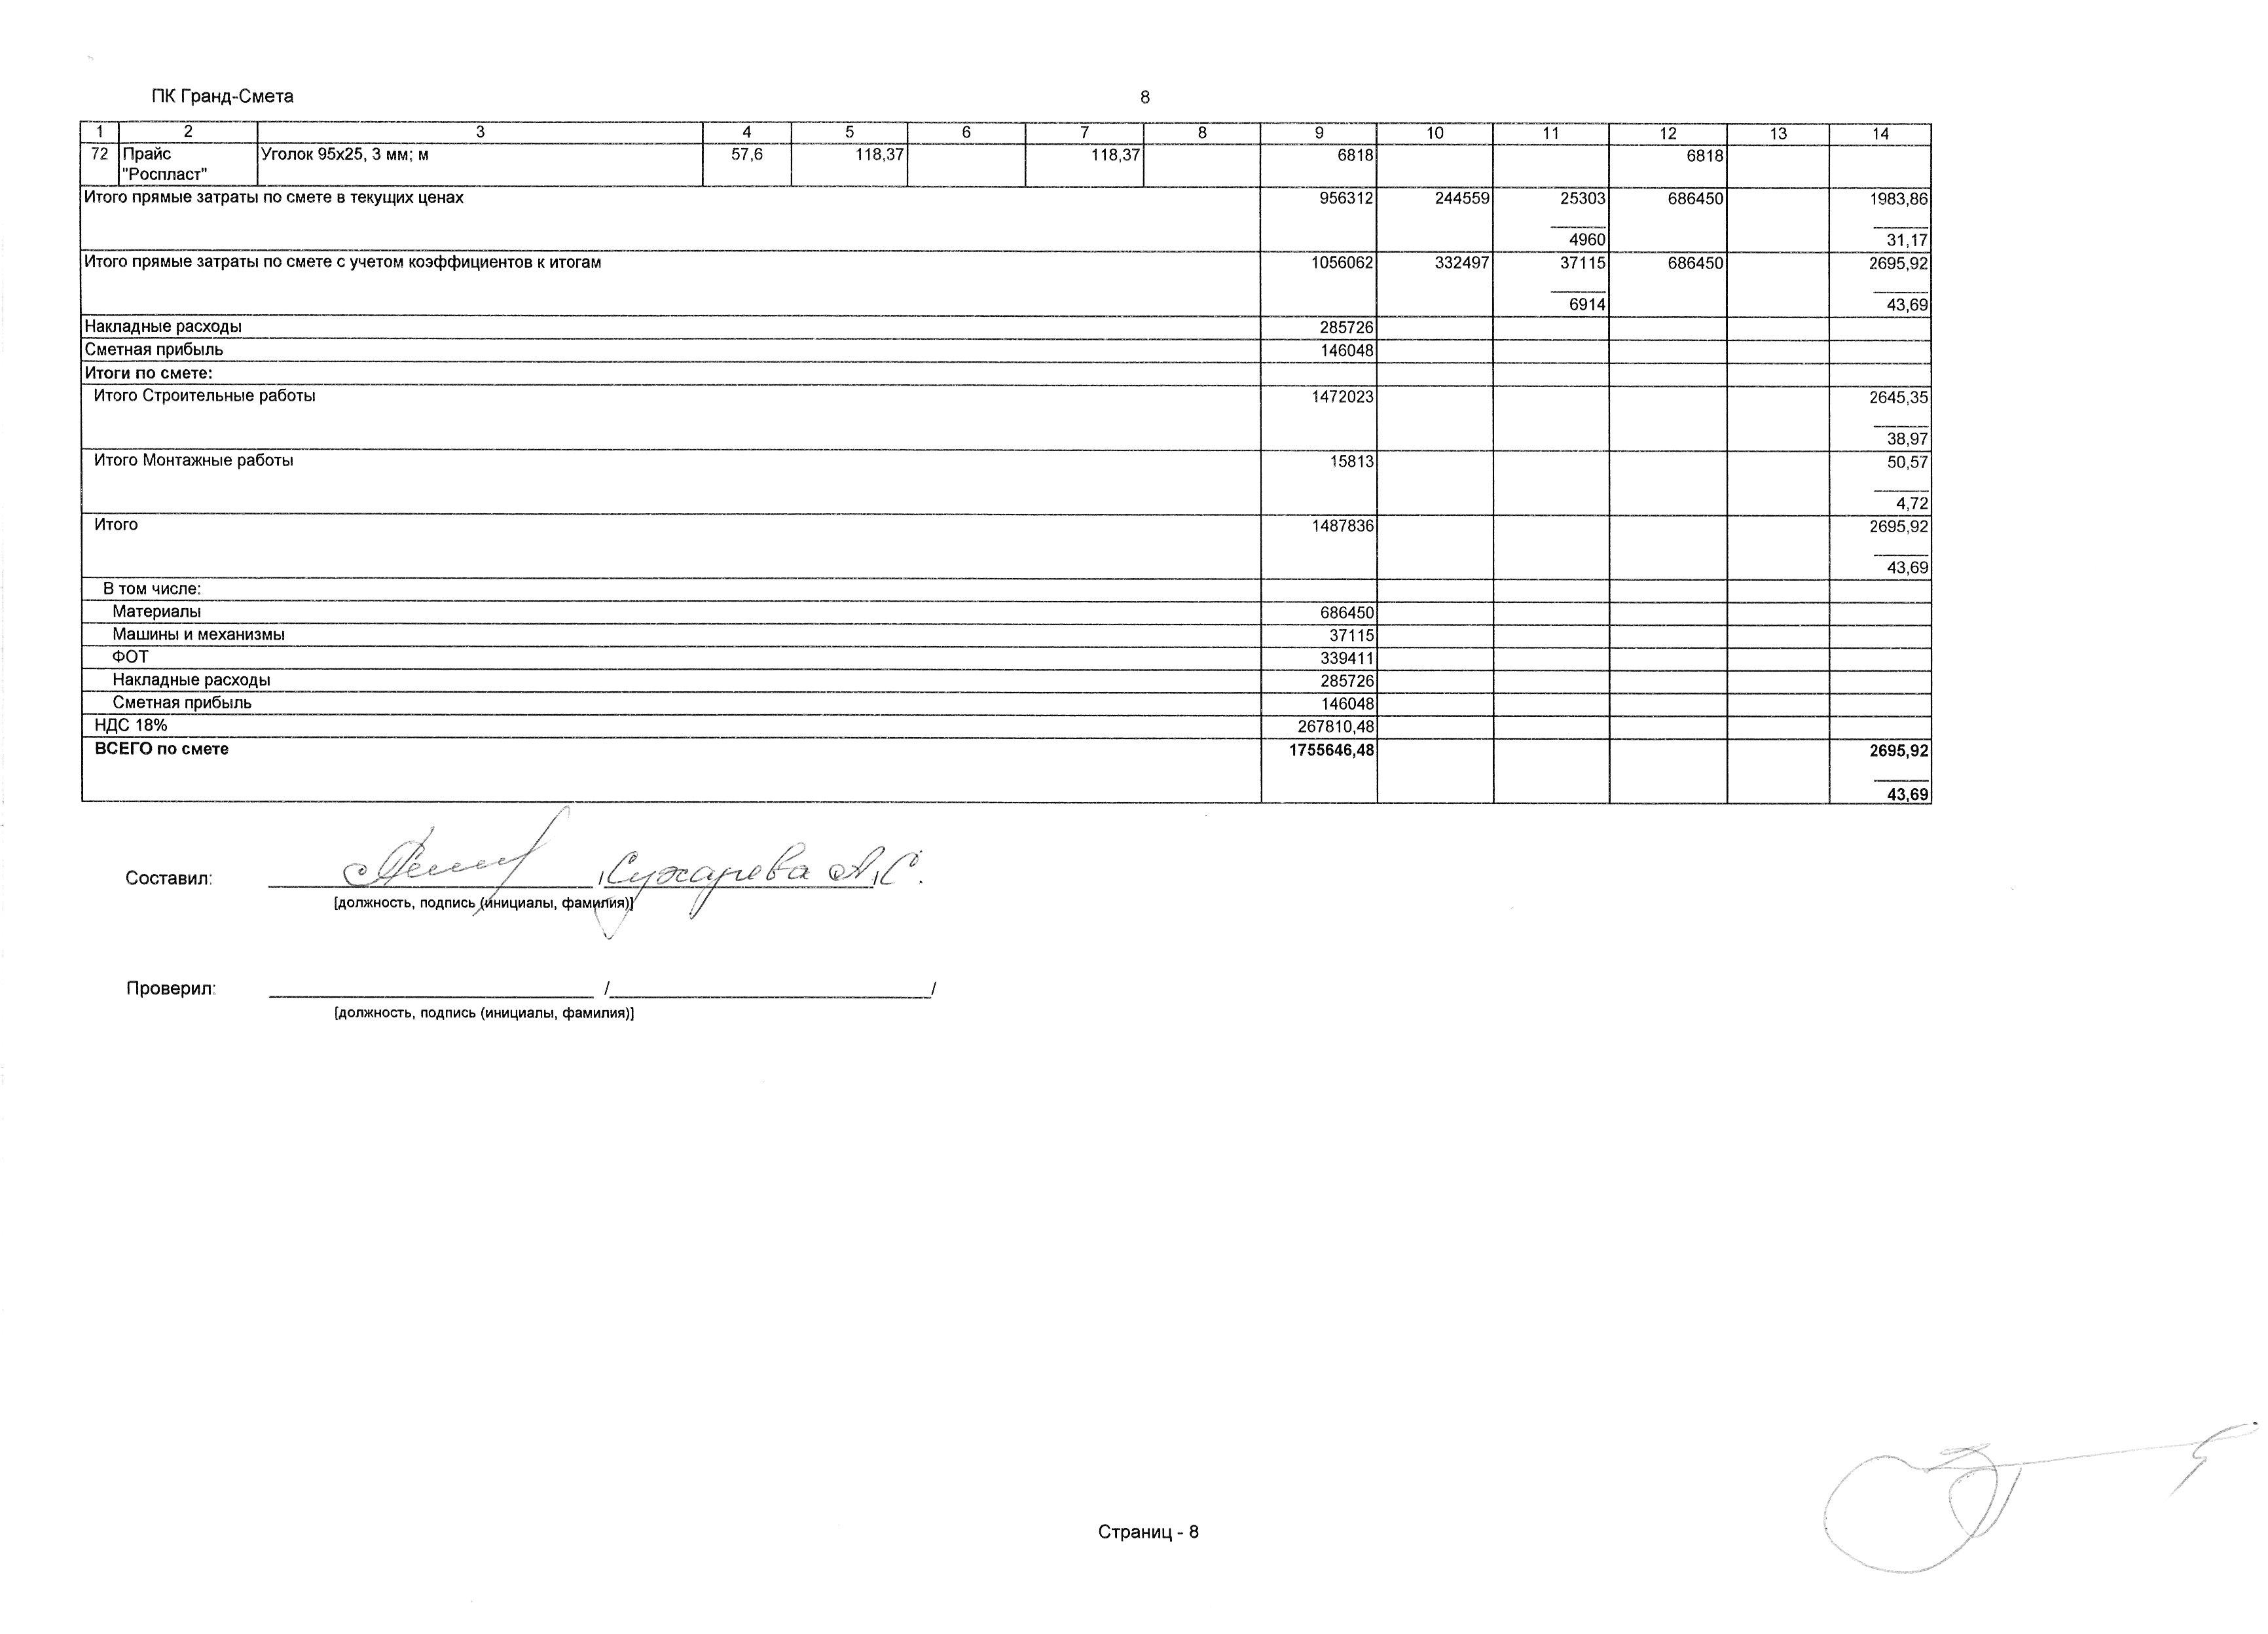 ПК Гранд-Смета 8
1 2 3 4 5 6 7 8 9 10 11 12 13 14
72 Прайс Уголок 95x25, 3 мм; м 57,6 118,37 118,37 6818 6818
"Роспласт"
Итого прямые затраты по смете в текущих ценах 956312 244559 25303 686450 1983,86
4960 31,17
Итого прямые затраты по смете с учетом коэффициентов к итогам 1056062 332497 37115 686450 2695,92
6914 43,69
Накладные расходы 285726
Сметная прибыль 146048
Итоги по смете:
Итого Строительные работы 1472023 2645,35
38,97
Итого Монтажные работы 15813 50,57
4,72
Итого 1487836 2695,92
43,69
В том числе:
Материалы 686450
Машины и механизмы 37115
ФОТ 339411
Накладные расходы 285726
Сметная прибыль 146048
НДС 18% 267810,48
ВСЕГО по смете 1755646,48 2695,92
43,69
Составил: Сухарева А.С.
[должность, подпись (инициалы, фамилия)]
Проверил: / /
[должность, подпись (инициалы, фамилия)]
Страниц - 8